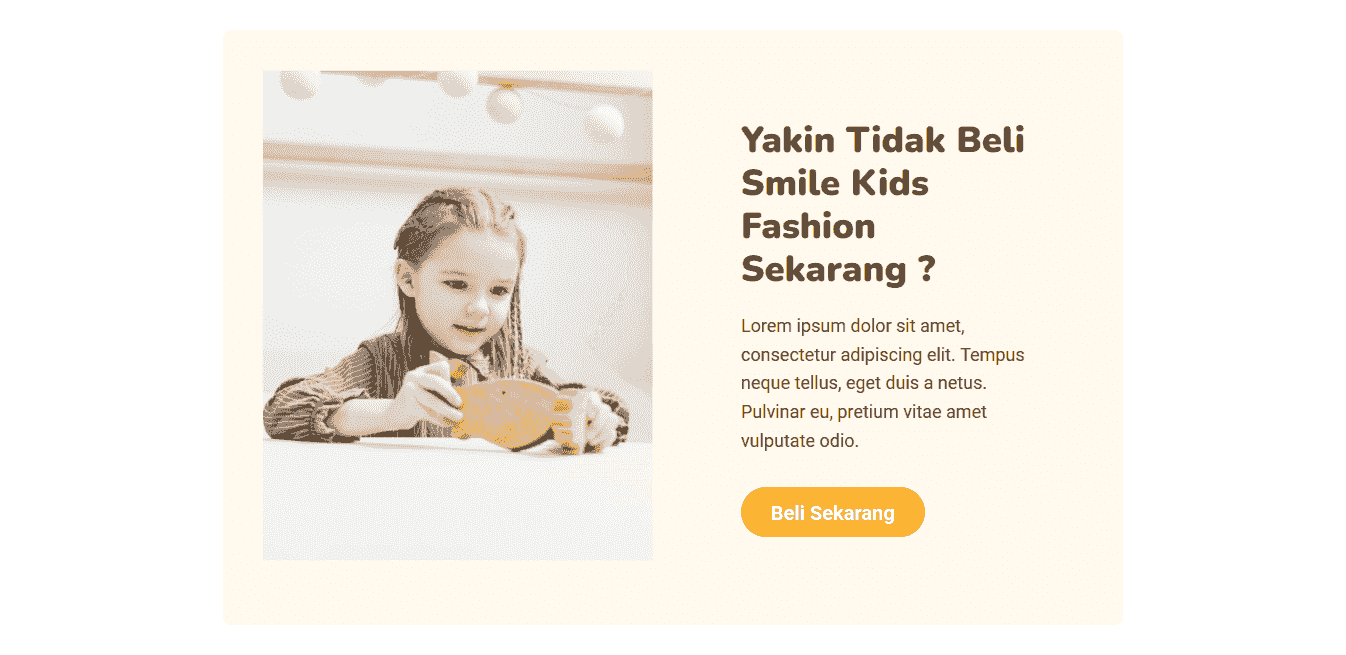 Yakin Tidak Beli
Smile Kids
Fashion
Sekarang ?
Lorem ipsum dolor sit amet,
consectetur adipiscing elit. Tempus
neque tellus, eget duis a netus.
Pulvinar eu, pretium vitae amet
vulputate odio.
Beli Sekarang